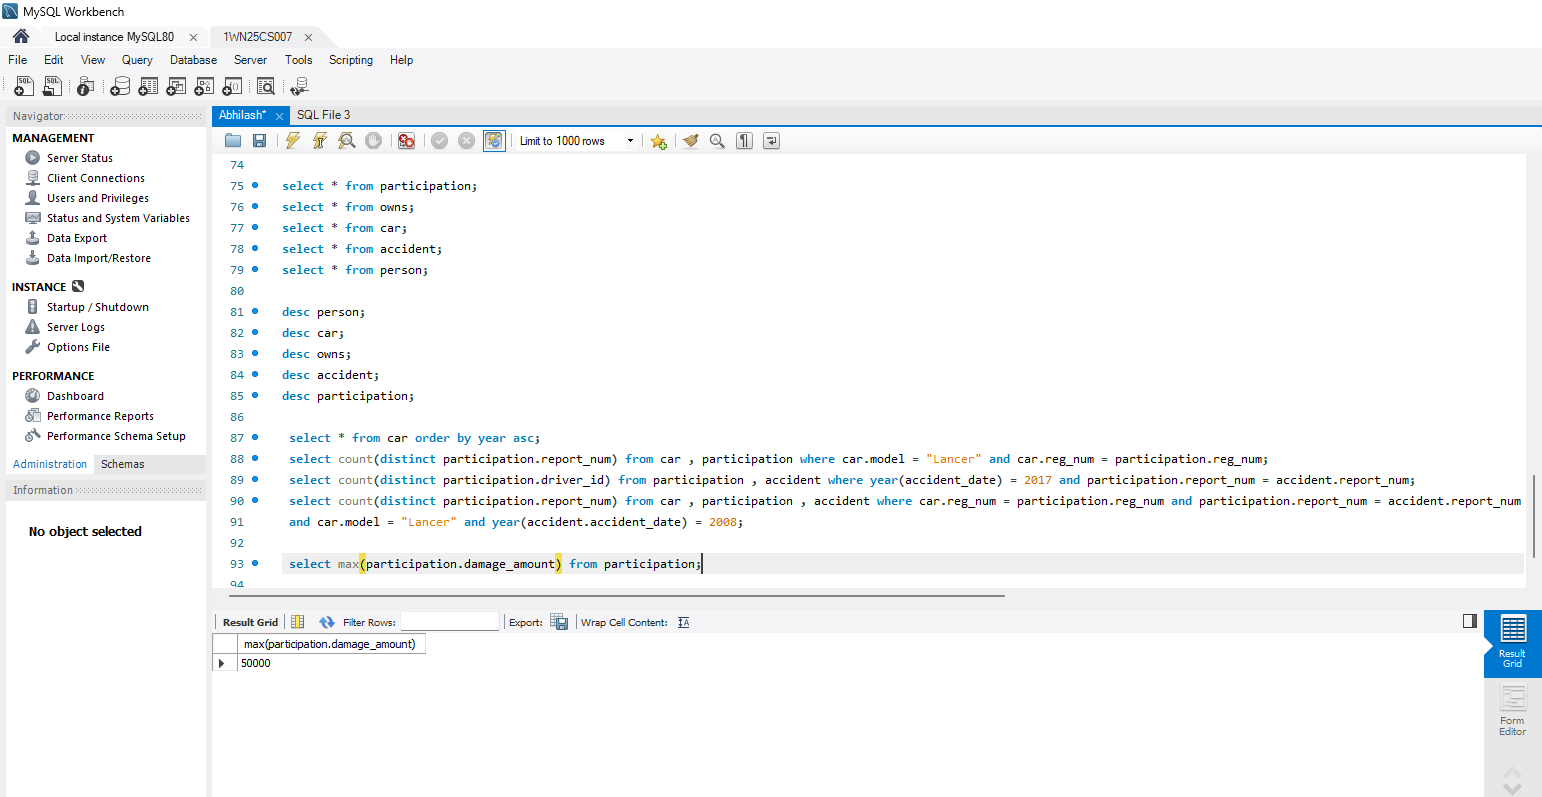 MySQL Workbench
Local instance MySQL80
1WN25CS007
File Edit View Query Database Server Tools Scripting Help
Navigator
MANAGEMENT
Server Status
Client Connections
Users and Privileges
Status and System Variables
Data Export
Data Import/Restore
INSTANCE
Startup / Shutdown
Server Logs
Options File
PERFORMANCE
Dashboard
Performance Reports
Performance Schema Setup
Administration Schemas
Information
No object selected
Abhilash* SQL File 3
Limit to 1000 rows
74
75 select * from participation;
76 select * from owns;
77 select * from car;
78 select * from accident;
79 select * from person;
80
81 desc person;
82 desc car;
83 desc owns;
84 desc accident;
85 desc participation;
86
87 select * from car order by year asc;
88 select count(distinct participation.report_num) from car , participation where car.model = "Lancer" and car.reg_num = participation.reg_num;
89 select count(distinct participation.driver_id) from participation , accident where year(accident_date) = 2017 and participation.report_num = accident.report_num;
90 select count(distinct participation.report_num) from car , participation , accident where car.reg_num = participation.reg_num and participation.report_num = accident.report_num
91 and car.model = "Lancer" and year(accident.accident_date) = 2008;
92
93 select max(participation.damage_amount) from participation;
94
Result Grid Filter Rows: Export: Wrap Cell Content:
max(participation.damage_amount)
50000
Result
Grid
Form
Editor